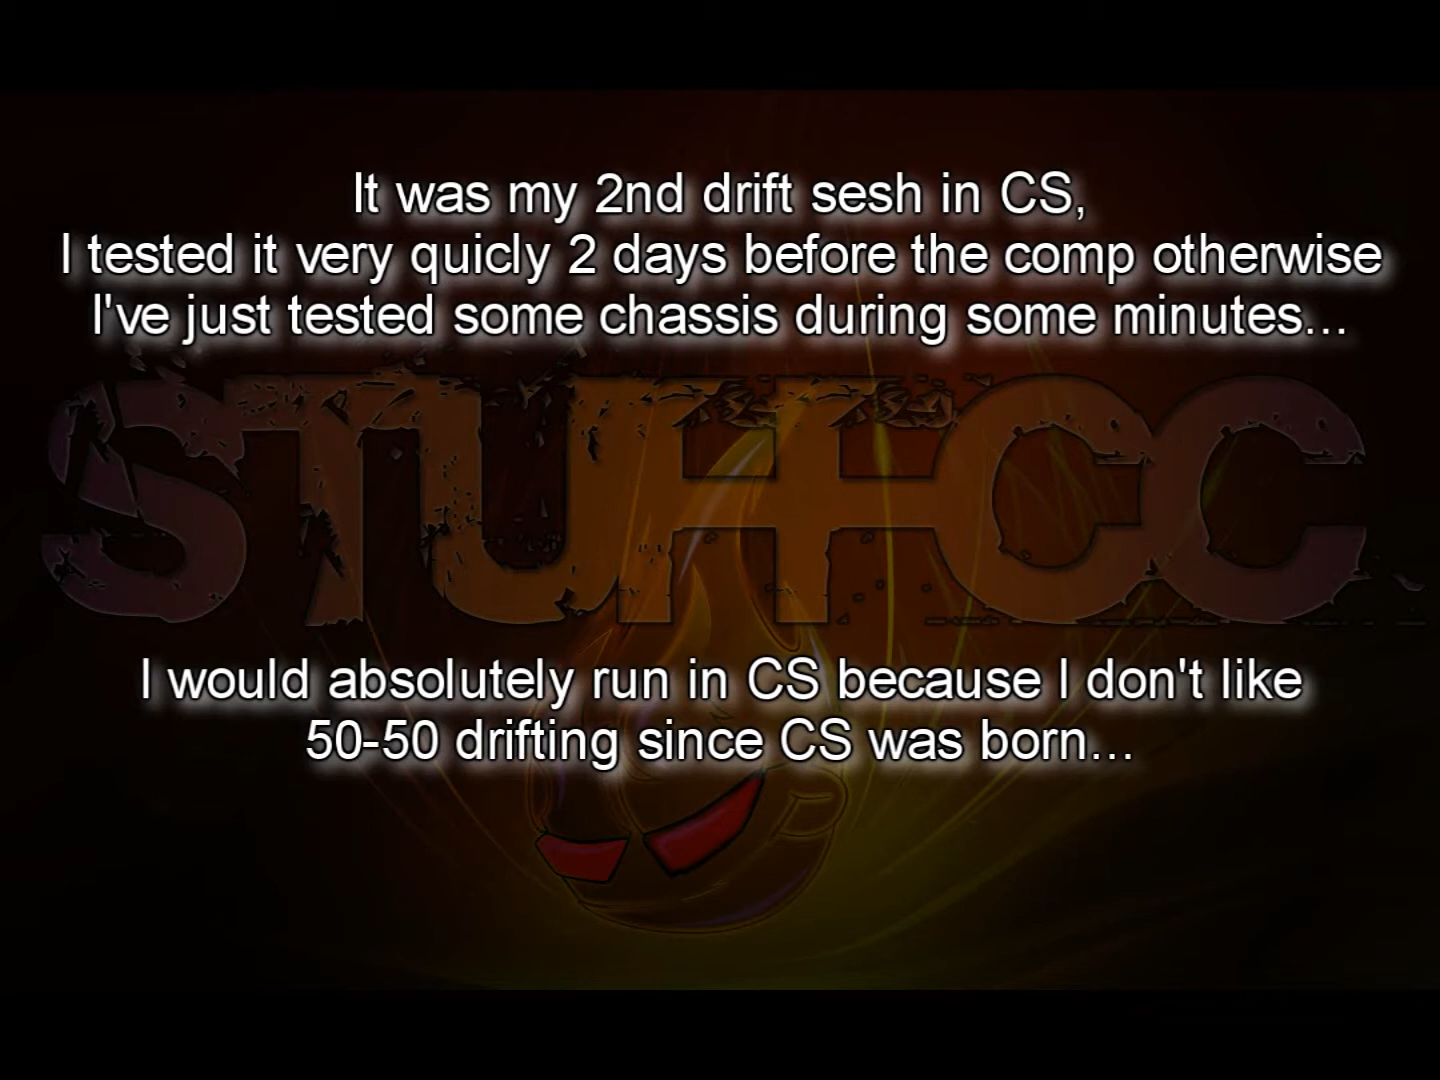 It was my 2nd drift sesh in CS,
I tested it very quicly 2 days before the comp otherwise
I've just tested some chassis during some minutes...
STUFFCC
I would absolutely run in CS because I don't like
50-50 drifting since CS was born...